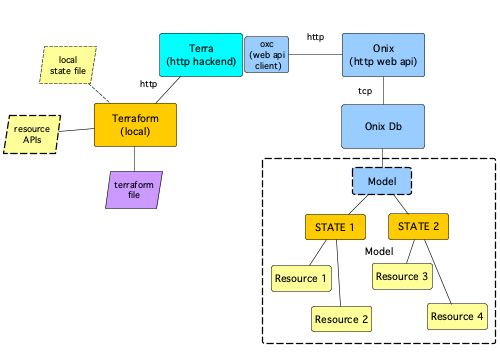 local
state file
Terra
(http hackend)
oxc
(web api
client)
http
Onix
(http web api)
http
tcp
resource
APIs
Terraform
(local)
Onix Db
terraform
file
Model
STATE 1
STATE 2
Model
Resource 1
Resource 3
Resource 2
Resource 4